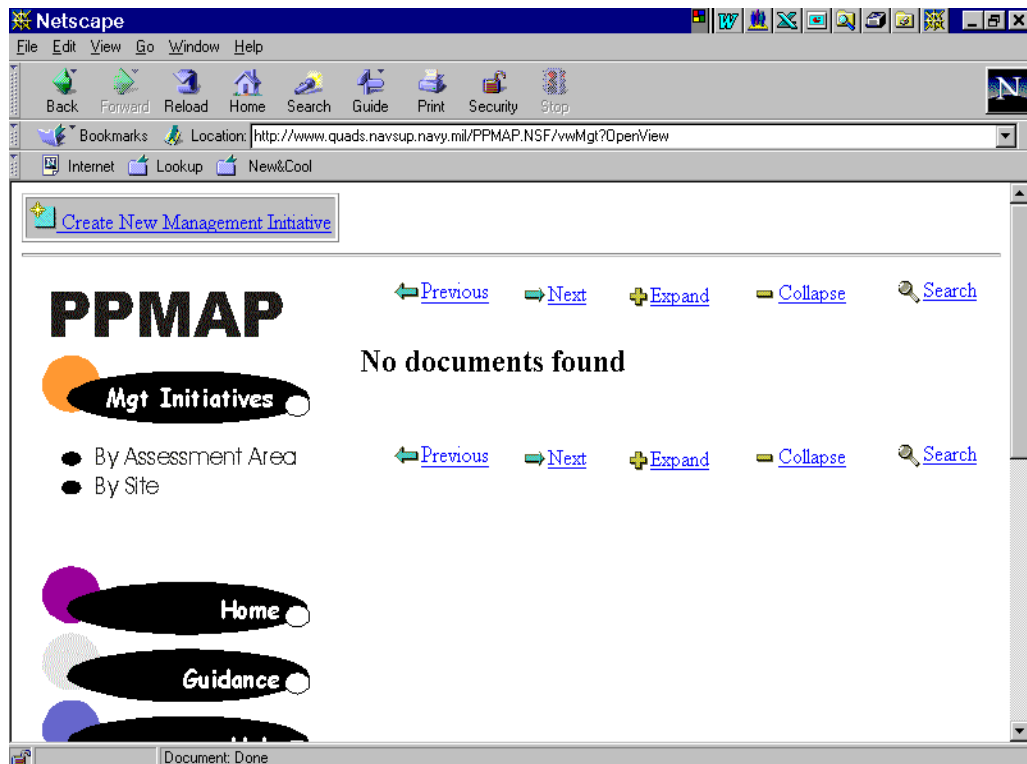 Netscape
File Edit View Go Window Help
Back Forward Reload Home Search Guide Print Security Stop
N
Bookmarks Location: http://www.quads.navsup.navy.mil/PPMAP.NSF/vwMgt?OpenView
Internet Lookup New&Cool
Create New Management Initiative
PPMAP
Previous Next Expand Collapse Search
No documents found
Mgt Initiatives
By Assessment Area
By Site
Previous Next Expand Collapse Search
Home
Guidance
Document: Done